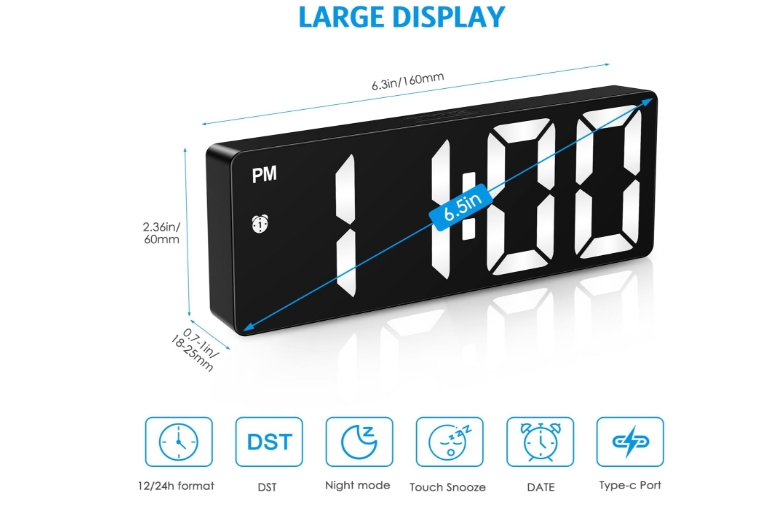 LARGE DISPLAY
6.3in/160mm
PM
11:00
1
6.5in
2.36in/
60mm
0.7-1in/
18-25mm
DST
12/24h format
DST
Night mode
Touch Snooze
DATE
Type-c Port